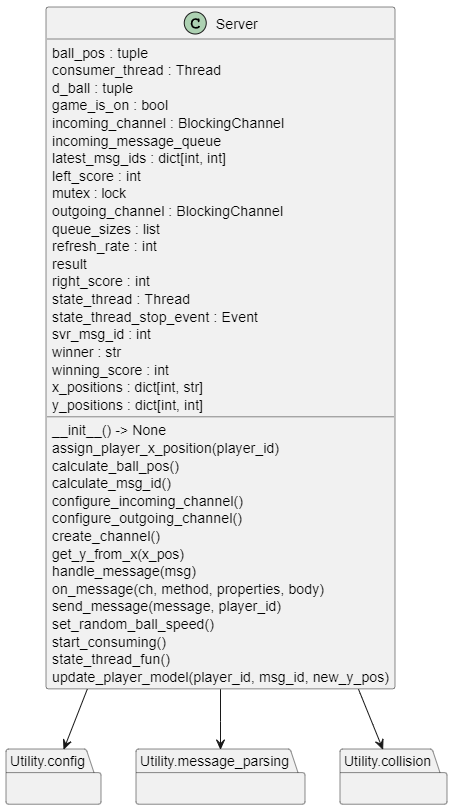 C Server
ball_pos : tuple
consumer_thread : Thread
d_ball : tuple
game_is_on : bool
incoming_channel : BlockingChannel
incoming_message_queue
latest_msg_ids : dict[int, int]
left_score : int
mutex : lock
outgoing_channel : BlockingChannel
queue_sizes : list
refresh_rate : int
result
right_score : int
state_thread : Thread
state_thread_stop_event : Event
svr_msg_id : int
winner : str
winning_score : int
x_positions : dict[int, str]
y_positions : dict[int, int]
__init__() -> None
assign_player_x_position(player_id)
calculate_ball_pos()
calculate_msg_id()
configure_incoming_channel()
configure_outgoing_channel()
create_channel()
get_y_from_x(x_pos)
handle_message(msg)
on_message(ch, method, properties, body)
send_message(message, player_id)
set_random_ball_speed()
start_consuming()
state_thread_fun()
update_player_model(player_id, msg_id, new_y_pos)
Utility.config
Utility.message_parsing
Utility.collision